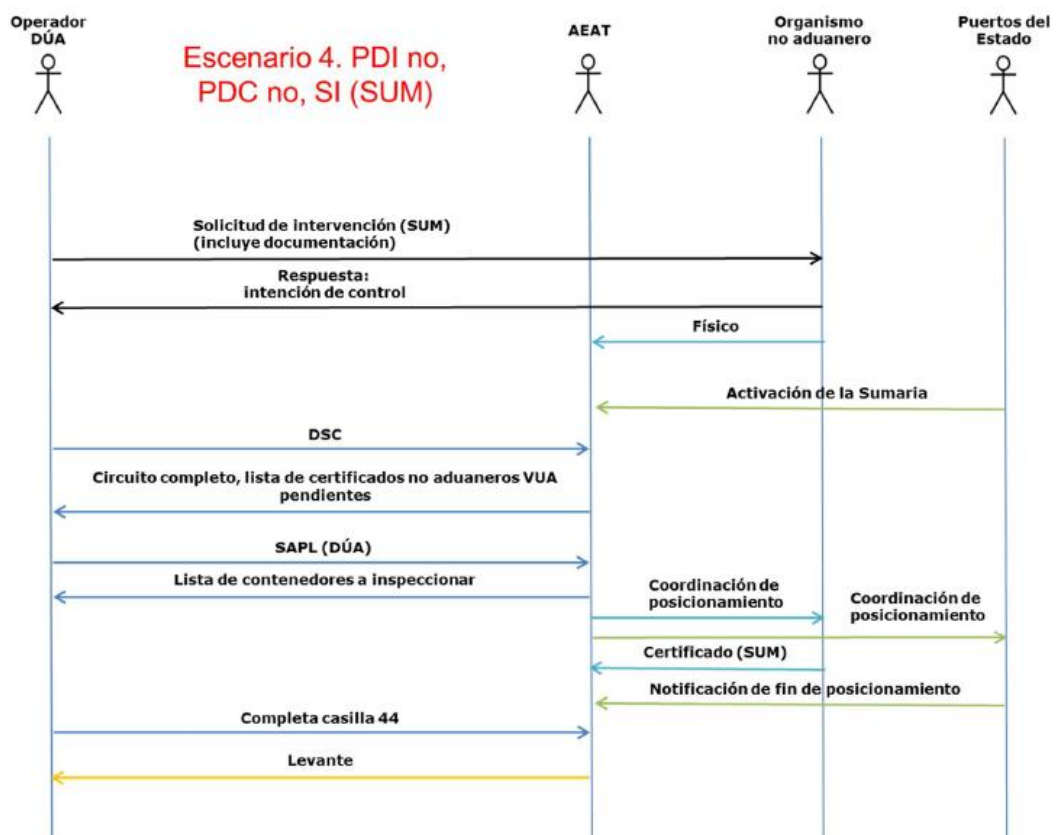 Operador
DÚA
AEAT
Organismo
no aduanero
Puertos del
Estado
Escenario 4. PDI no,
PDC no, SI (SUM)
Solicitud de intervención (SUM)
(incluye documentación)
Respuesta:
intención de control
Físico
Activación de la Sumaria
DSC
Circuito completo, lista de certificados no aduaneros VUA
pendientes
SAPL (DÚA)
Lista de contenedores a inspeccionar
Coordinación de
posicionamiento
Coordinación de
posicionamiento
Certificado (SUM)
Notificación de fin de posicionamiento
Completa casilla 44
Levante